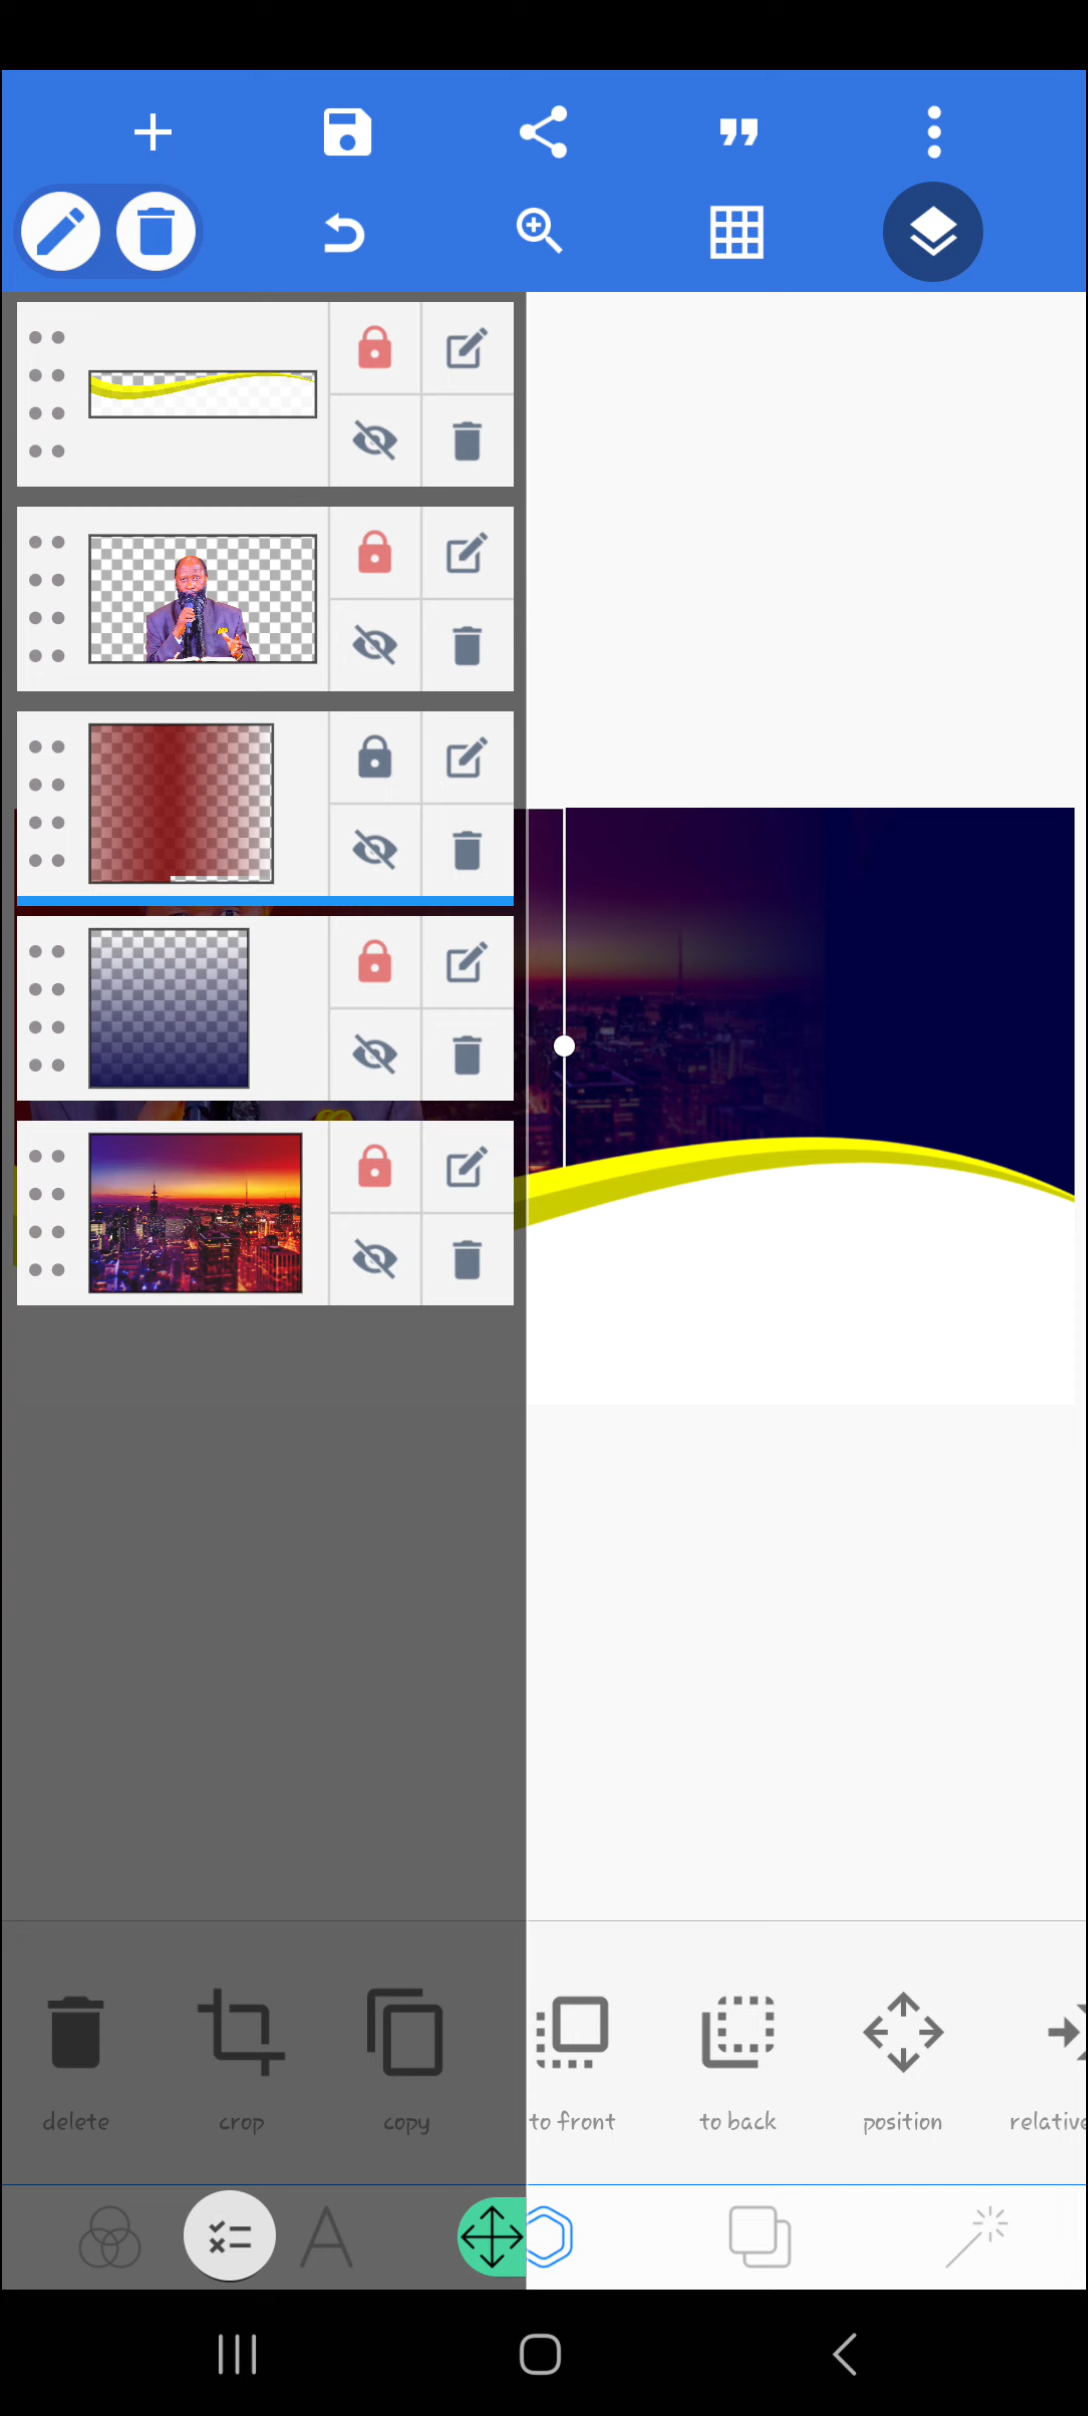 delete
crop
copy
to front
to back
position
relative